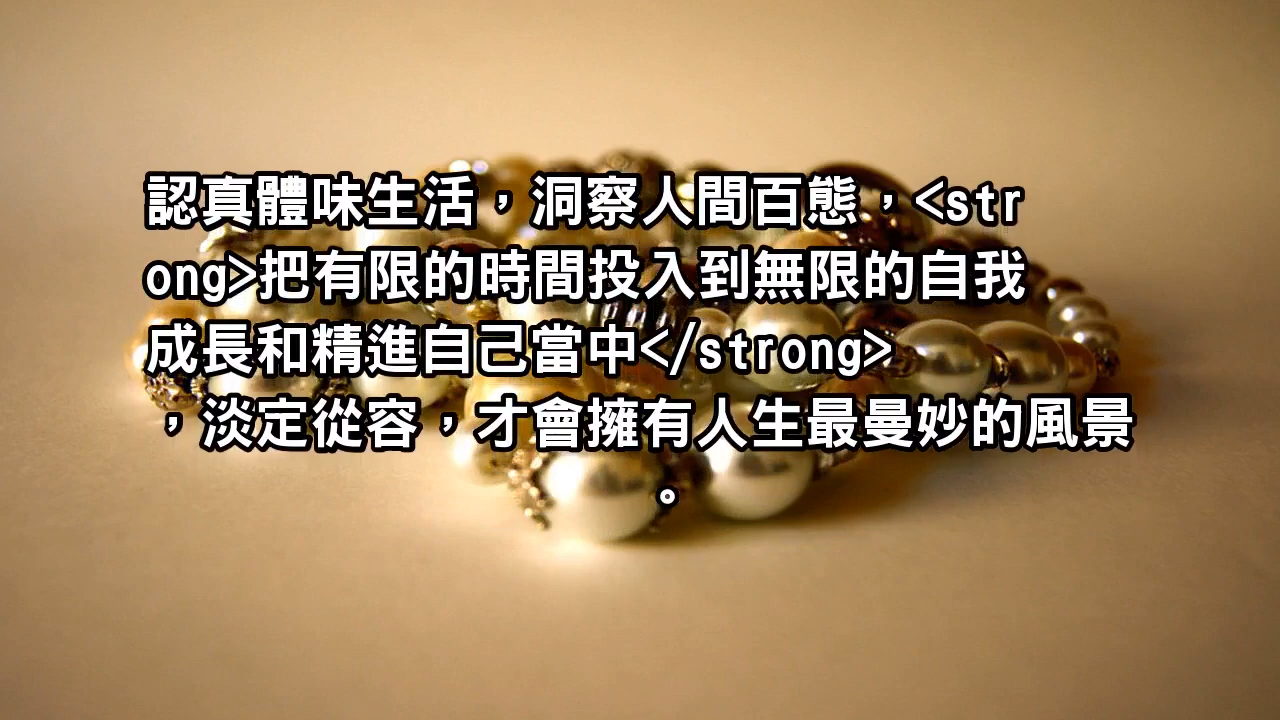 認真體味生活，洞察人間百態，<str
ong>把有限的時間投入到無限的自我
成長和精進自己當中</strong>
，淡定從容，才會擁有人生最曼妙的風景
。